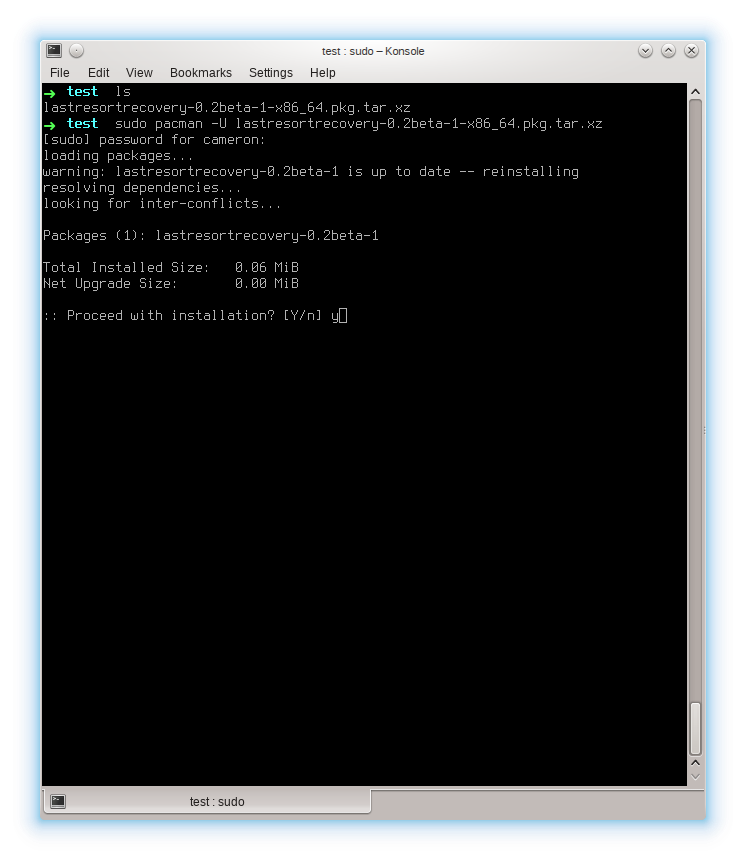 test : sudo – Konsole
File Edit View Bookmarks Settings Help
➜ test ls
lastresortrecovery-0.2beta-1-x86_64.pkg.tar.xz
➜ test sudo pacman -U lastresortrecovery-0.2beta-1-x86_64.pkg.tar.xz
[sudo] password for cameron:
loading packages...
warning: lastresortrecovery-0.2beta-1 is up to date -- reinstalling
resolving dependencies...
looking for inter-conflicts...
Packages (1): lastresortrecovery-0.2beta-1
Total Installed Size: 0.06 MiB
Net Upgrade Size: 0.00 MiB
:: Proceed with installation? [Y/n] y
test : sudo